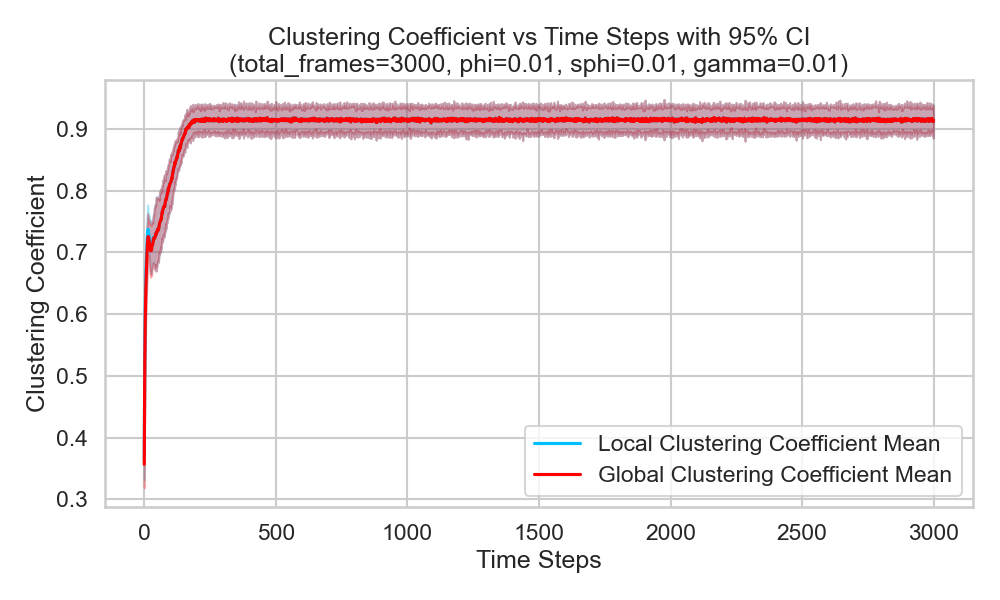 Clustering Coefficient vs Time Steps with 95% CI
(total_frames=3000, phi=0.01, sphi=0.01, gamma=0.01)
Clustering Coefficient
0.9
0.8
0.7
0.6
0.5
0.4
0.3
Local Clustering Coefficient Mean
Global Clustering Coefficient Mean
0 500 1000 1500 2000 2500 3000
Time Steps